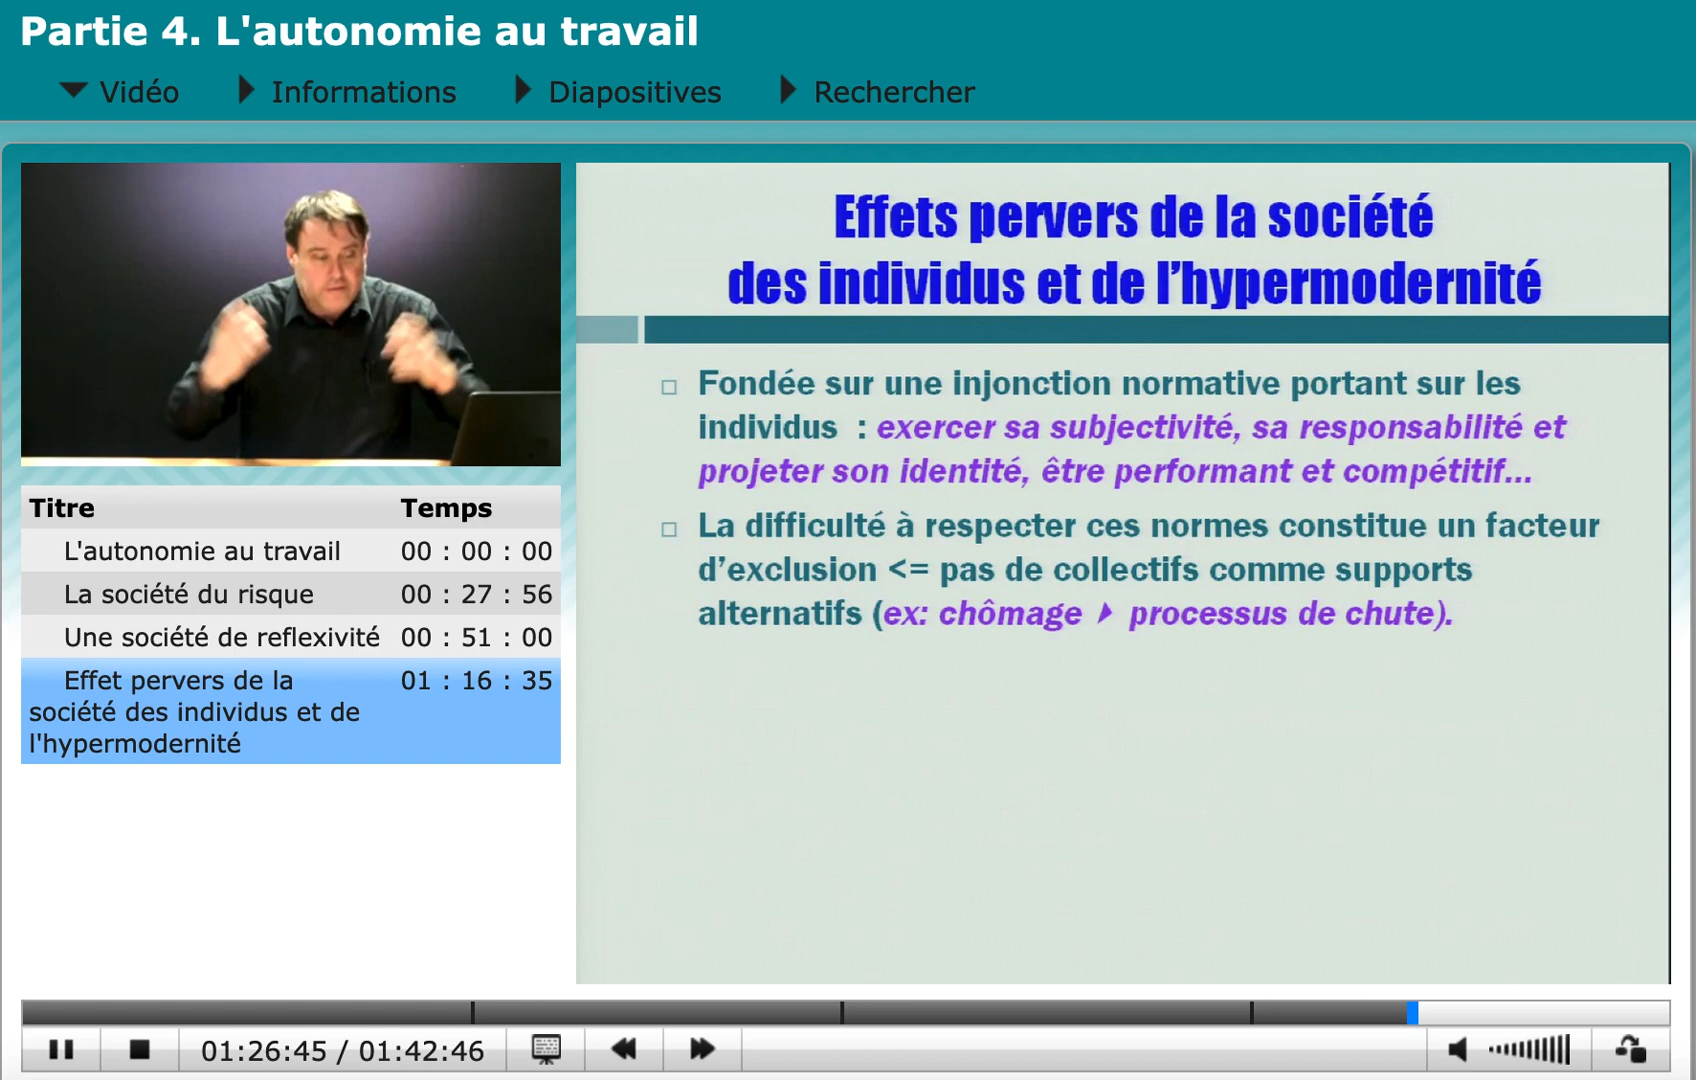 Partie 4. L'autonomie au travail
Vidéo Informations Diapositives Rechercher
Effets pervers de la société
des individus et de l’hypermodernité
Fondée sur une injonction normative portant sur les
individus : exercer sa subjectivité, sa responsabilité et
projeter son identité, être performant et compétitif...
La difficulté à respecter ces normes constitue un facteur
d’exclusion <= pas de collectifs comme supports
alternatifs (ex: chômage ‣ processus de chute).
Titre Temps
L'autonomie au travail 00 : 00 : 00
La société du risque 00 : 27 : 56
Une société de reflexivité 00 : 51 : 00
Effet pervers de la 01 : 16 : 35
société des individus et de
l'hypermodernité
01:26:45 / 01:42:46